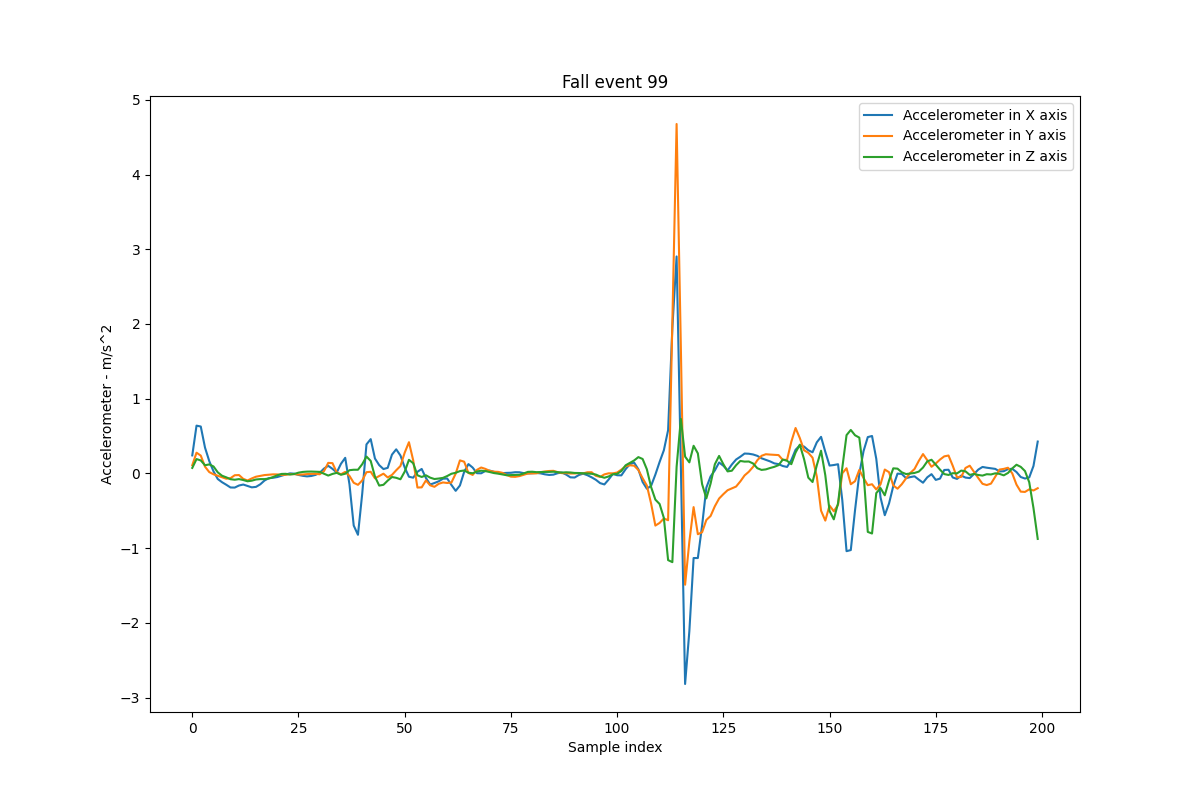 Fall event 99
Accelerometer in X axis
Accelerometer in Y axis
Accelerometer in Z axis
5
4
3
2
1
0
−1
−2
−3
Accelerometer - m/s^2
0 25 50 75 100 125 150 175 200
Sample index